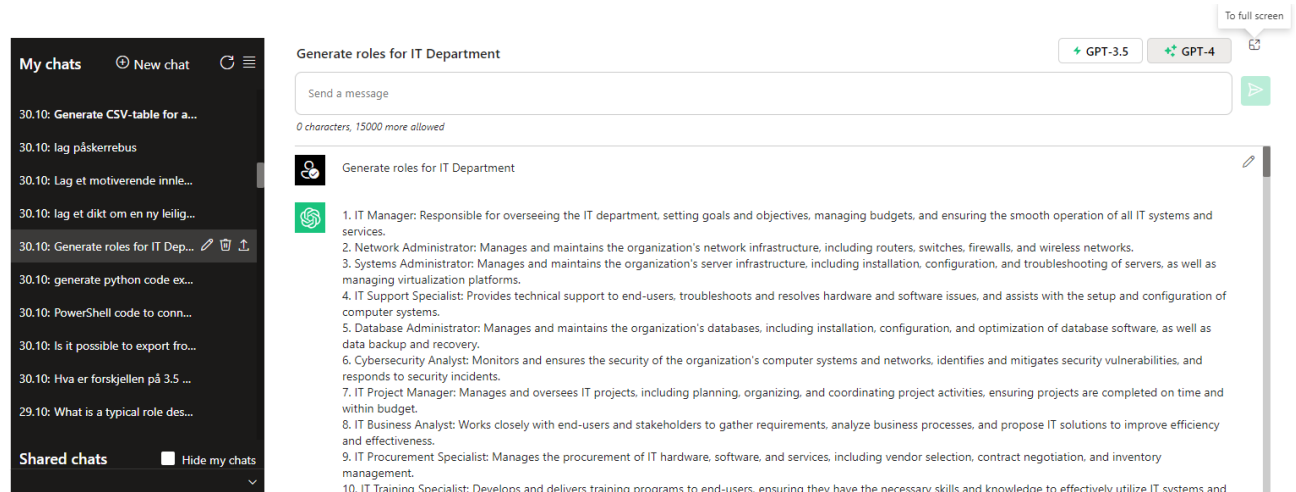 To full screen
My chats
New chat
30.10: Generate CSV-table for a...
30.10: lag påskerrebus
30.10: Lag et motiverende innle...
30.10: lag et dikt om en ny leilig...
30.10: Generate roles for IT Dep...
30.10: generate python code ex...
30.10: PowerShell code to conn...
30.10: Is it possible to export fro...
30.10: Hva er forskjellen på 3.5 ...
29.10: What is a typical role des...
Shared chats
Hide my chats
Generate roles for IT Department
GPT-3.5
GPT-4
Send a message
0 characters, 15000 more allowed
Generate roles for IT Department
1. IT Manager: Responsible for overseeing the IT department, setting goals and objectives, managing budgets, and ensuring the smooth operation of all IT systems and
services.
2. Network Administrator: Manages and maintains the organization's network infrastructure, including routers, switches, firewalls, and wireless networks.
3. Systems Administrator: Manages and maintains the organization's server infrastructure, including installation, configuration, and troubleshooting of servers, as well as
managing virtualization platforms.
4. IT Support Specialist: Provides technical support to end-users, troubleshoots and resolves hardware and software issues, and assists with the setup and configuration of
computer systems.
5. Database Administrator: Manages and maintains the organization's databases, including installation, configuration, and optimization of database software, as well as
data backup and recovery.
6. Cybersecurity Analyst: Monitors and ensures the security of the organization's computer systems and networks, identifies and mitigates security vulnerabilities, and
responds to security incidents.
7. IT Project Manager: Manages and oversees IT projects, including planning, organizing, and coordinating project activities, ensuring projects are completed on time and
within budget.
8. IT Business Analyst: Works closely with end-users and stakeholders to gather requirements, analyze business processes, and propose IT solutions to improve efficiency
and effectiveness.
9. IT Procurement Specialist: Manages the procurement of IT hardware, software, and services, including vendor selection, contract negotiation, and inventory
management.
10. IT Training Specialist: Develops and delivers training programs to end-users, ensuring they have the necessary skills and knowledge to effectively utilize IT systems and